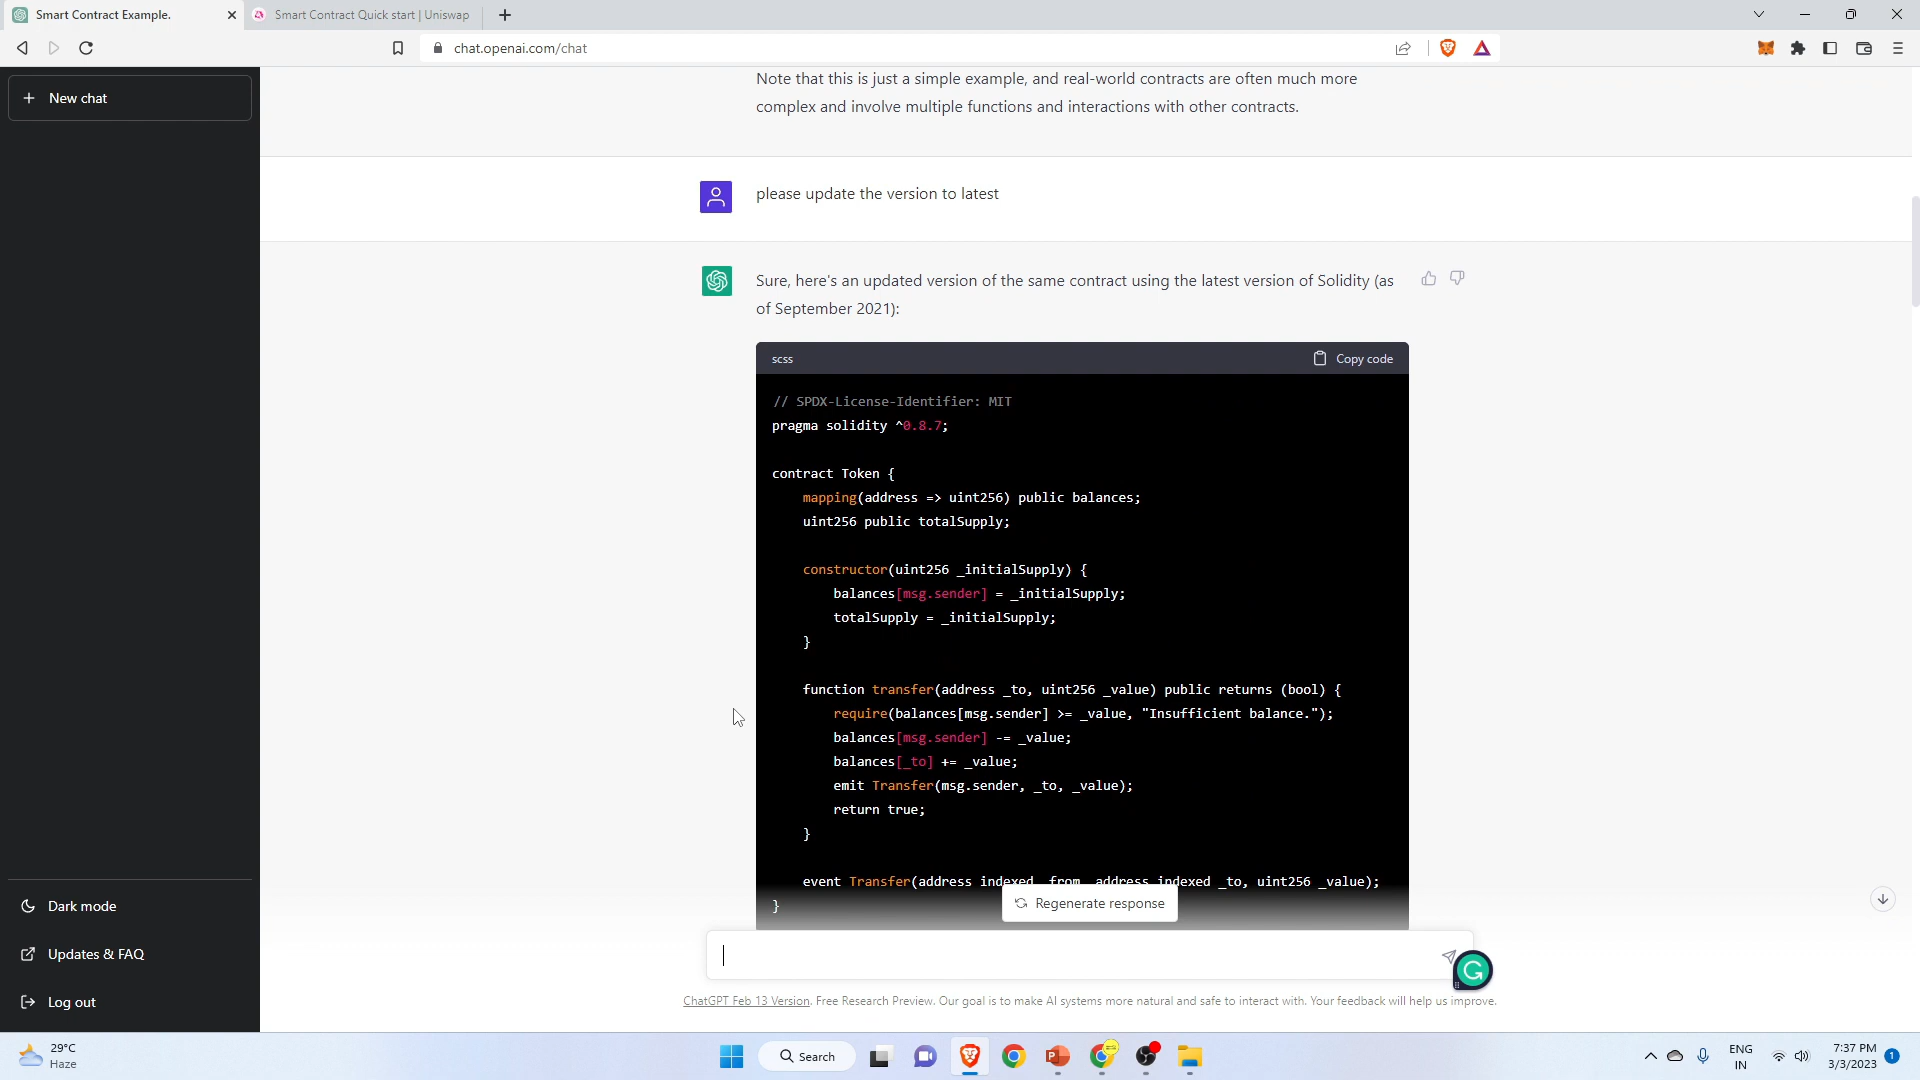 Smart Contract Example.
Smart Contract Quick start | Uniswap
chat.openai.com/chat
New chat
Note that this is just a simple example, and real-world contracts are often much more
complex and involve multiple functions and interactions with other contracts.
please update the version to latest
Sure, here's an updated version of the same contract using the latest version of Solidity (as
of September 2021):
scss
Copy code
// SPDX-License-Identifier: MIT
pragma solidity ^0.8.7;
contract Token {
mapping(address => uint256) public balances;
uint256 public totalSupply;
constructor(uint256 _initialSupply) {
balances[msg.sender] = _initialSupply;
totalSupply = _initialSupply;
}
function transfer(address _to, uint256 _value) public returns (bool) {
require(balances[msg.sender] >= _value, "Insufficient balance.");
balances[msg.sender] -= _value;
balances[_to] += _value;
emit Transfer(msg.sender, _to, _value);
return true;
}
event Transfer(address indexed _from, address indexed _to, uint256 _value);
}
Regenerate response
Dark mode
Updates & FAQ
Log out
ChatGPT Feb 13 Version. Free Research Preview. Our goal is to make AI systems more natural and safe to interact with. Your feedback will help us improve.
29°C
Haze
Search
ENG
IN
7:37 PM
3/3/2023
1